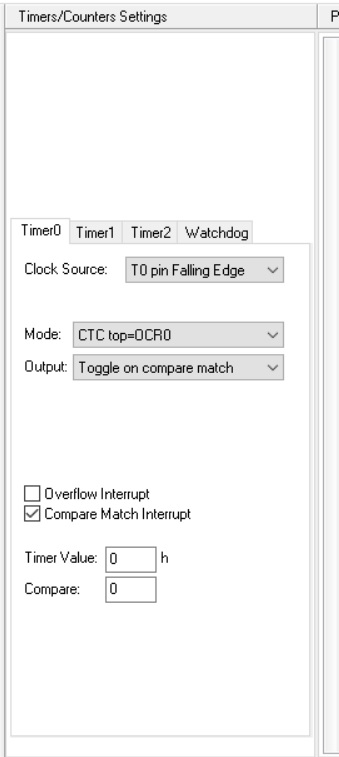 Timers/Counters Settings P
Timer0 Timer1 Timer2 Watchdog
Clock Source: T0 pin Falling Edge
Mode: CTC top=OCR0
Output: Toggle on compare match
Overflow Interrupt
Compare Match Interrupt
Timer Value: 0 h
Compare: 0